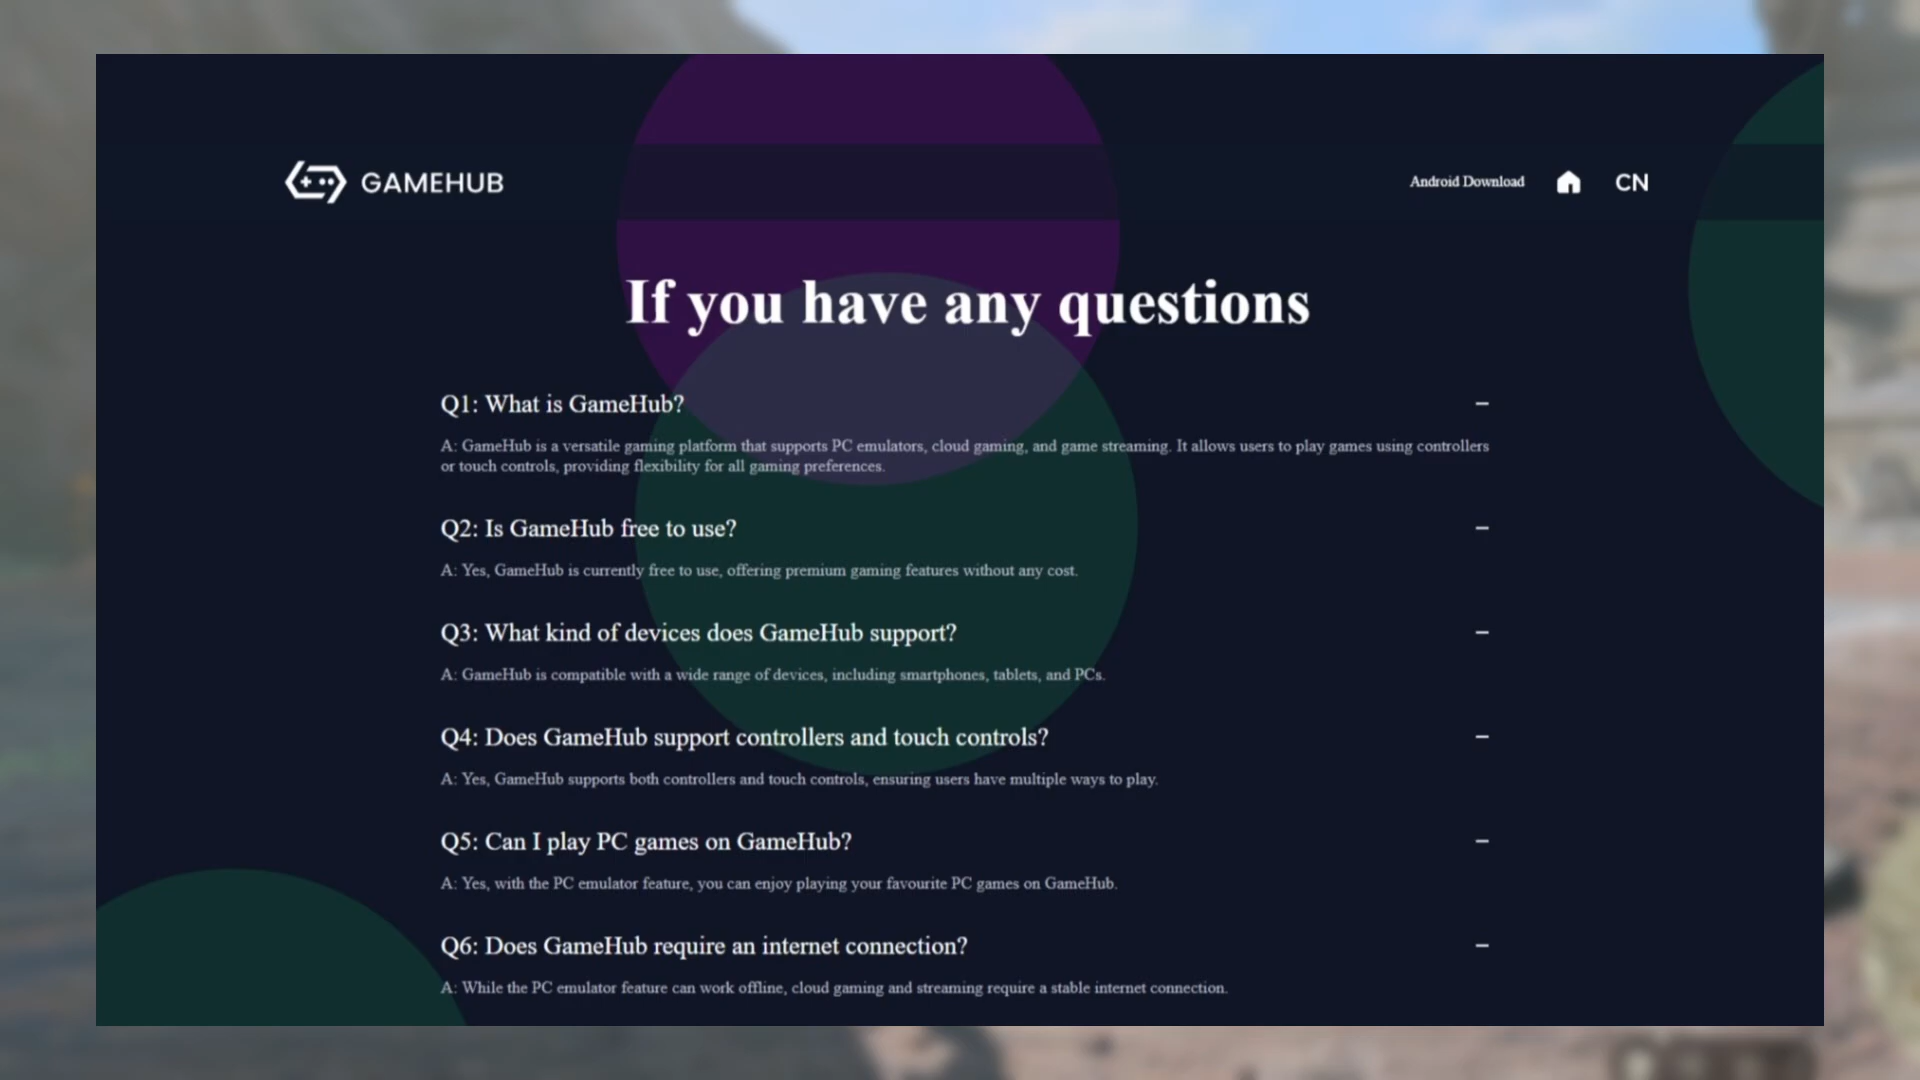 GAMEHUB
Android Download
CN
If you have any questions
Q1: What is GameHub?
A: GameHub is a versatile gaming platform that supports PC emulators, cloud gaming, and game streaming. It allows users to play games using controllers
or touch controls, providing flexibility for all gaming preferences.
Q2: Is GameHub free to use?
A: Yes, GameHub is currently free to use, offering premium gaming features without any cost.
Q3: What kind of devices does GameHub support?
A: GameHub is compatible with a wide range of devices, including smartphones, tablets, and PCs.
Q4: Does GameHub support controllers and touch controls?
A: Yes, GameHub supports both controllers and touch controls, ensuring users have multiple ways to play.
Q5: Can I play PC games on GameHub?
A: Yes, with the PC emulator feature, you can enjoy playing your favourite PC games on GameHub.
Q6: Does GameHub require an internet connection?
A: While the PC emulator feature can work offline, cloud gaming and streaming require a stable internet connection.